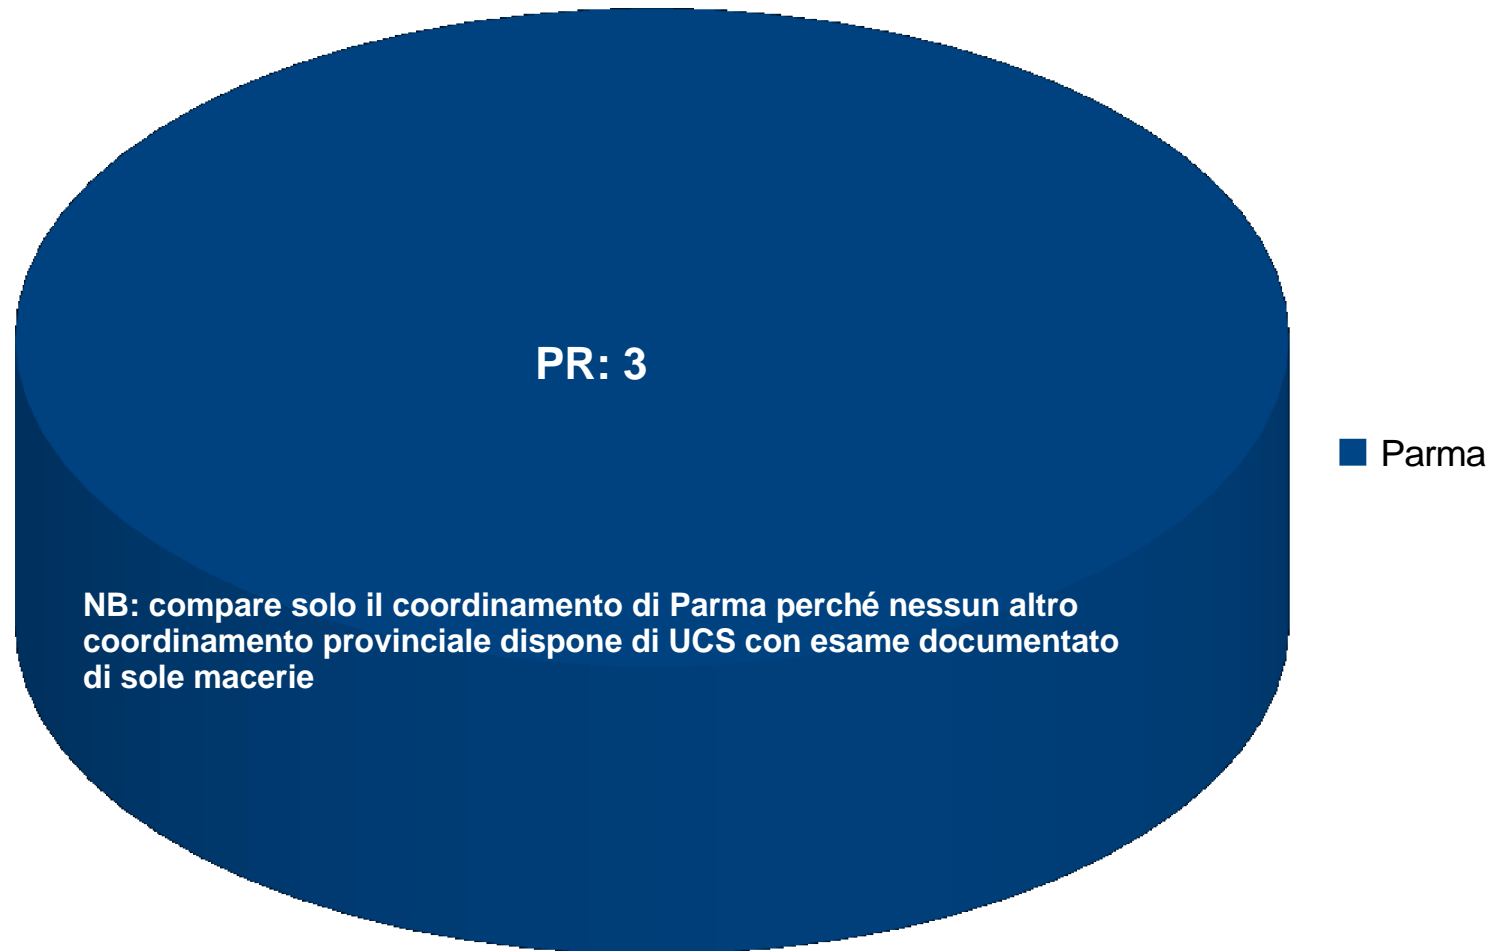 PR: 3
Parma
NB: compare solo il coordinamento di Parma perché nessun altro
coordinamento provinciale dispone di UCS con esame documentato
di sole macerie